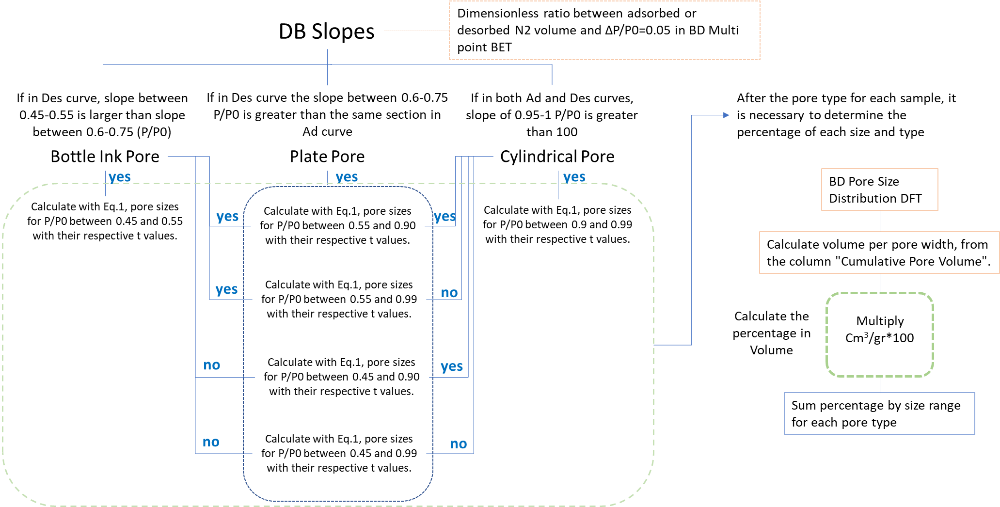 DB Slopes
Dimensionless ratio between adsorbed or
desorbed N2 volume and ΔP/P0=0.05 in BD Multi
point BET
If in Des curve, slope between
0.45-0.55 is larger than slope
between 0.6-0.75 (P/P0)
Bottle Ink Pore
yes
If in Des curve the slope between 0.6-0.75
P/P0 is greater than the same section in
Ad curve
Plate Pore
yes
If in both Ad and Des curves,
slope of 0.95-1 P/P0 is greater
than 100
Cylindrical Pore
yes
Calculate with Eq.1, pore sizes
for P/P0 between 0.45 and 0.55
with their respective t values.
yes
Calculate with Eq.1, pore sizes
for P/P0 between 0.55 and 0.90
with their respective t values.
yes
Calculate with Eq.1, pore sizes
for P/P0 between 0.9 and 0.99
with their respective t values.
yes
Calculate with Eq.1, pore sizes
for P/P0 between 0.55 and 0.99
with their respective t values.
no
no
Calculate with Eq.1, pore sizes
for P/P0 between 0.45 and 0.90
with their respective t values.
yes
no
Calculate with Eq.1, pore sizes
for P/P0 between 0.45 and 0.99
with their respective t values.
no
After the pore type for each sample, it
is necessary to determine the
percentage of each size and type
BD Pore Size
Distribution DFT
Calculate volume per pore width, from
the column "Cumulative Pore Volume".
Calculate the
percentage in
Volume
Multiply
Cm³/gr*100
Sum percentage by size range
for each pore type